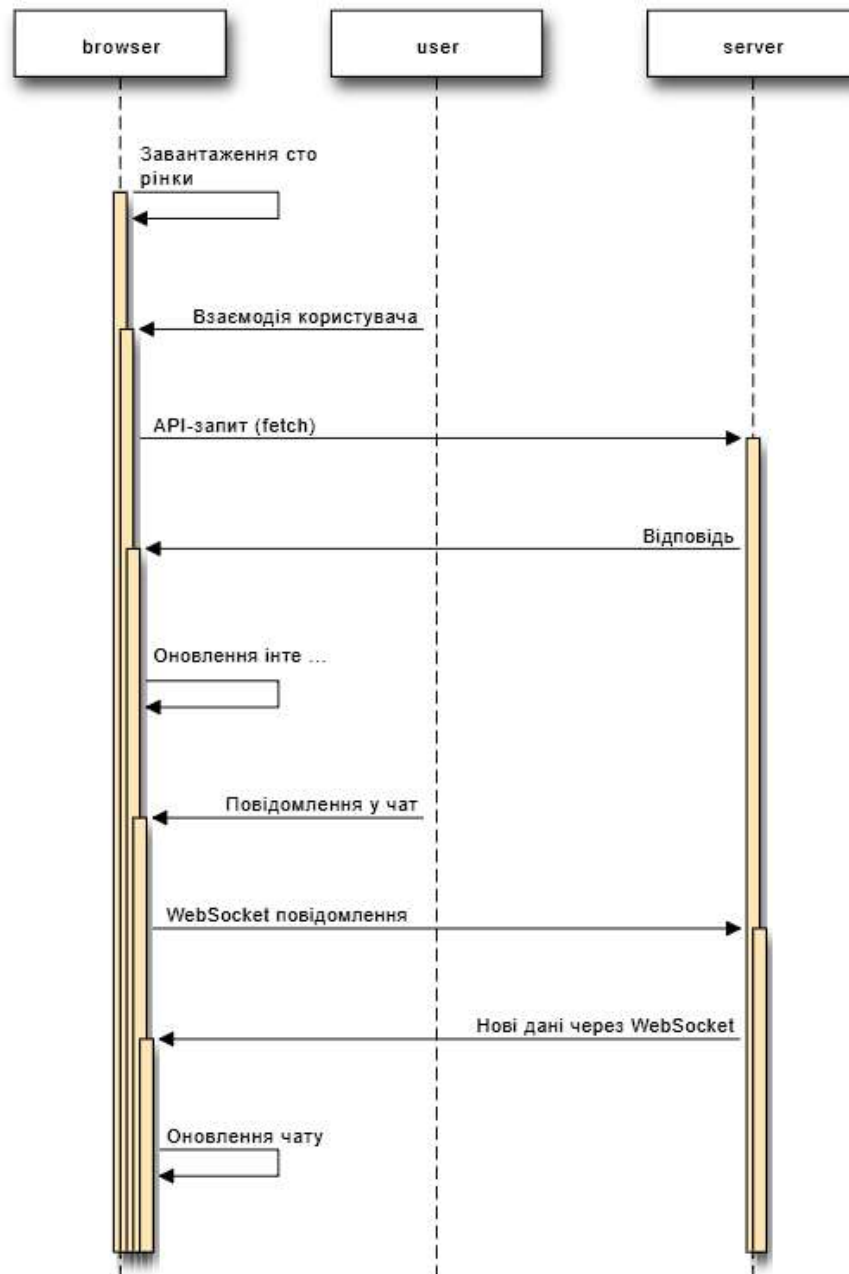 browser
user
server
Завантаження сто
рінки
Взаємодія користувача
API-запит (fetch)
Відповідь
Оновлення інте ...
Повідомлення у чат
WebSocket повідомлення
Нові дані через WebSocket
Оновлення чату